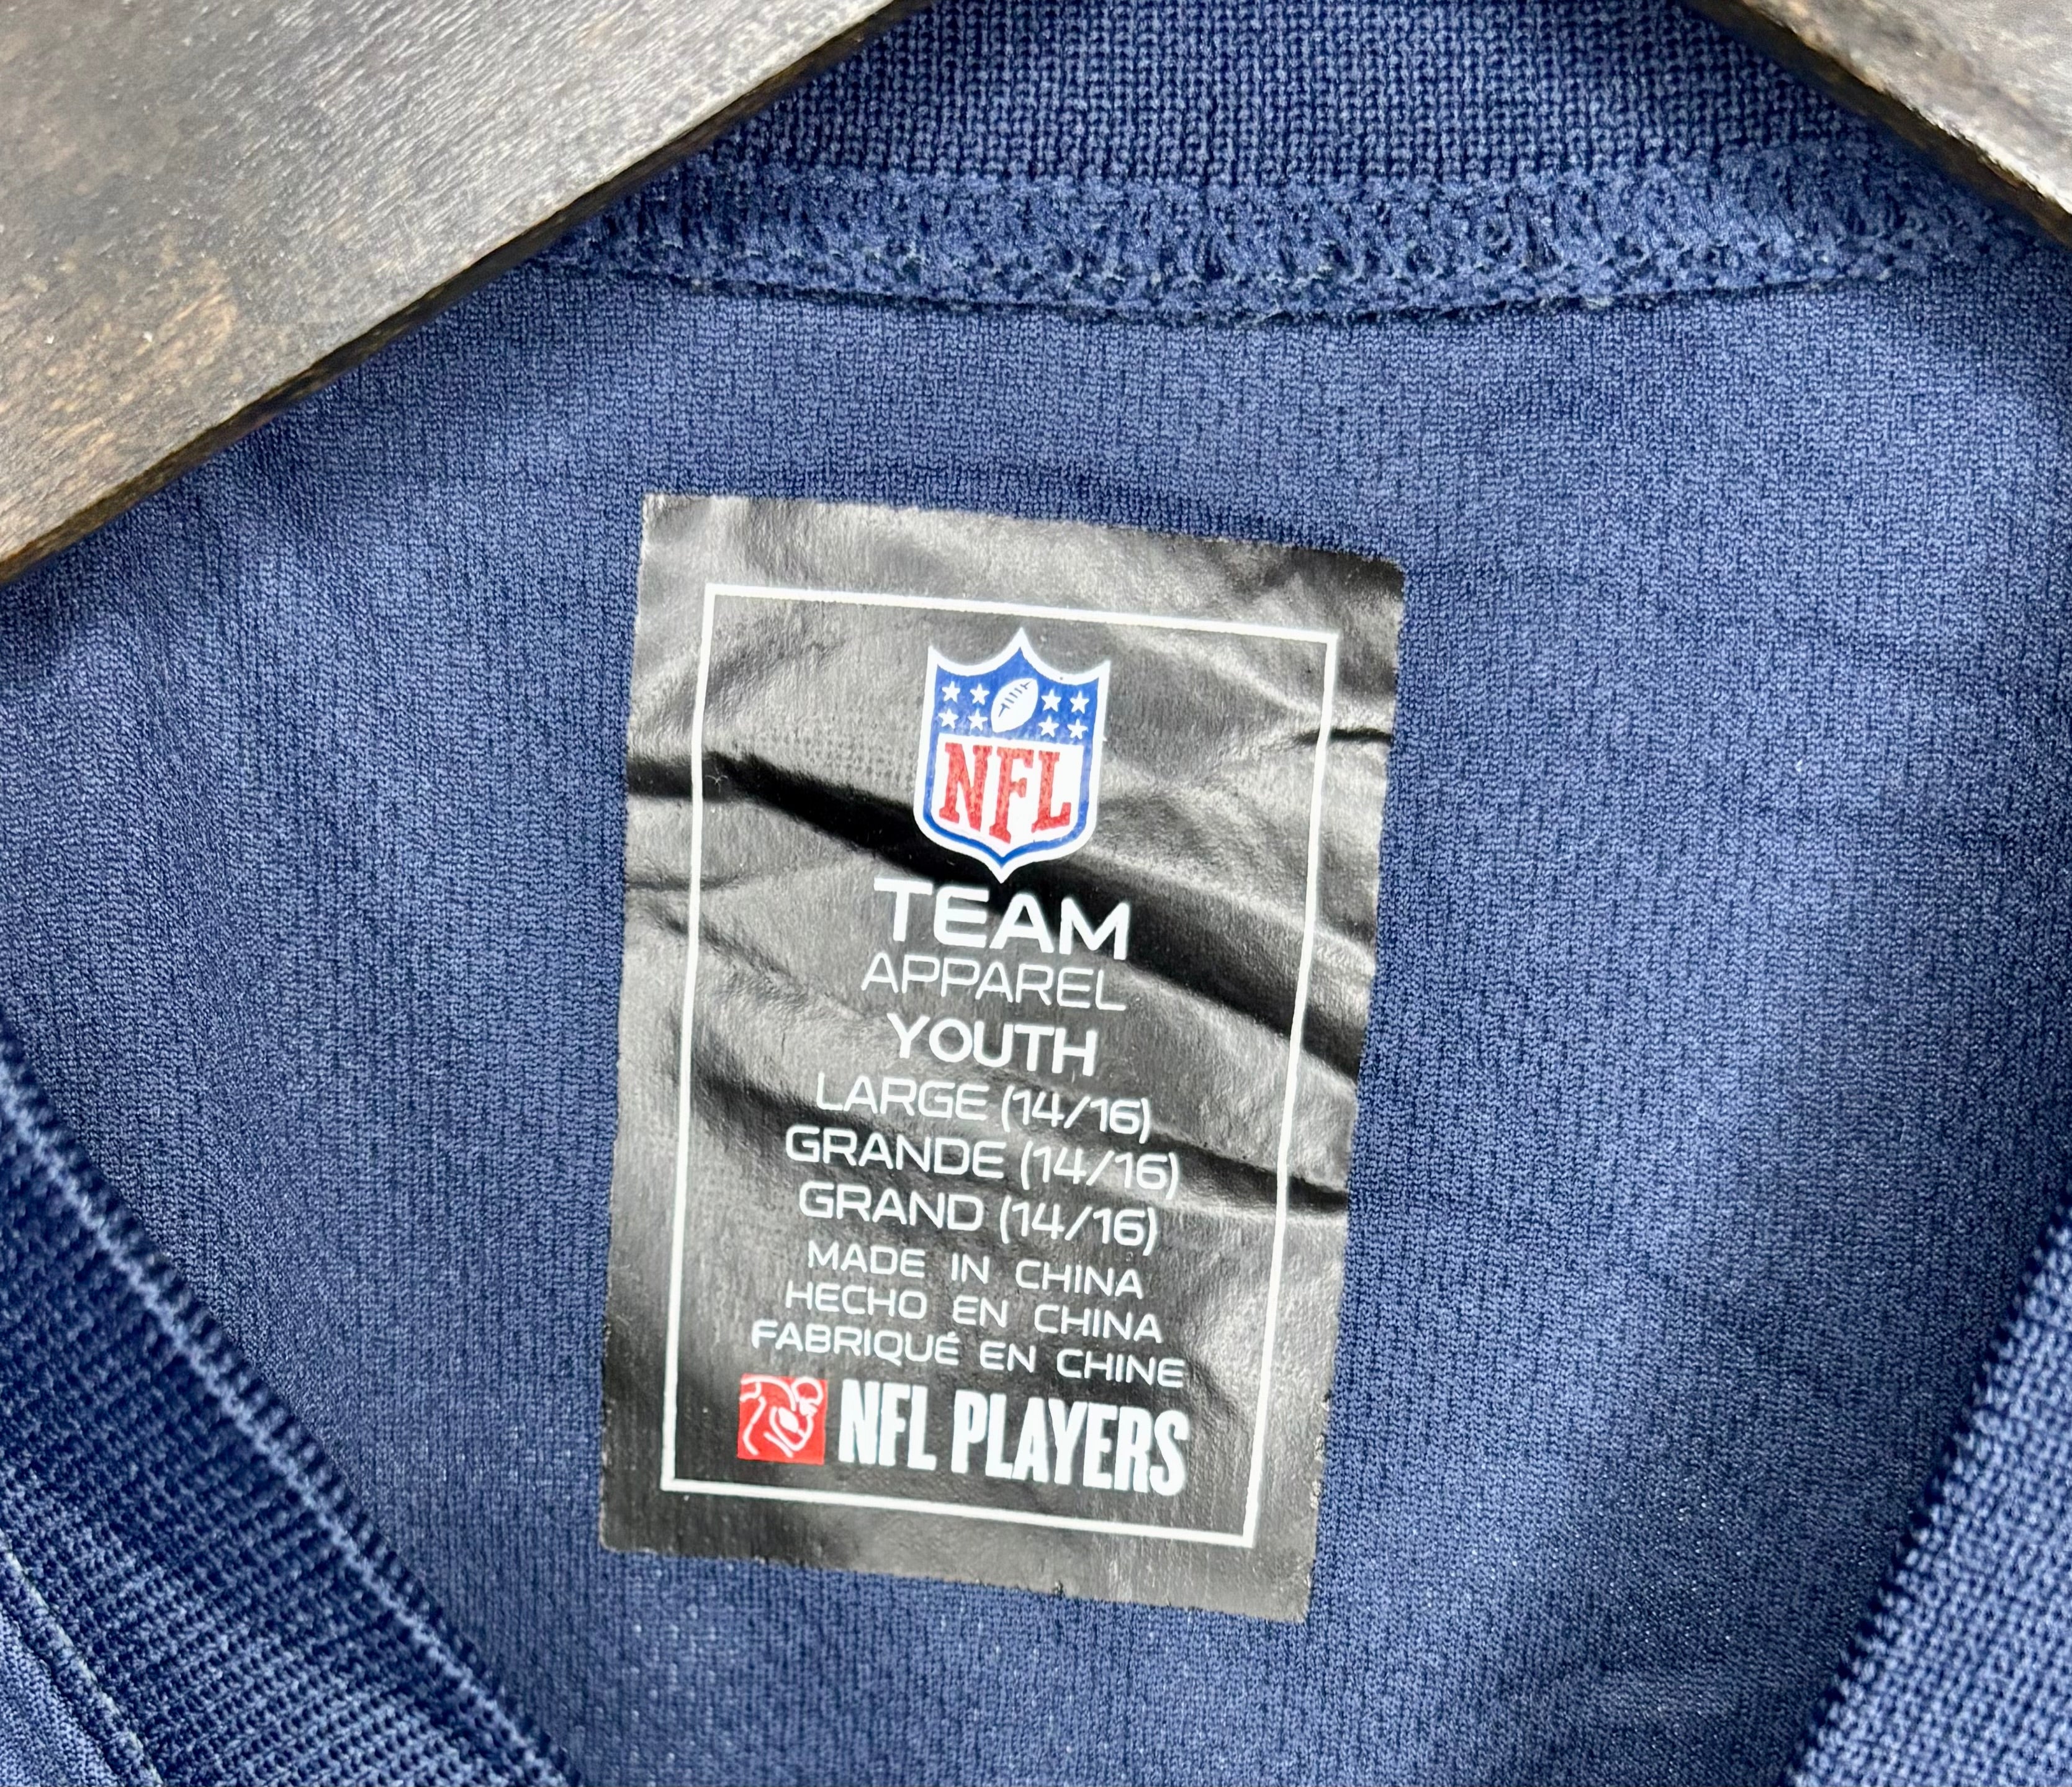 NFL
TEAM
APPAREL
YOUTH
LARGE (14/16)
GRANDE (14/16)
GRAND (14/16)
MADE IN CHINA
HECHO EN CHINA
FABRIQUÉ EN CHINE
NFL PLAYERS